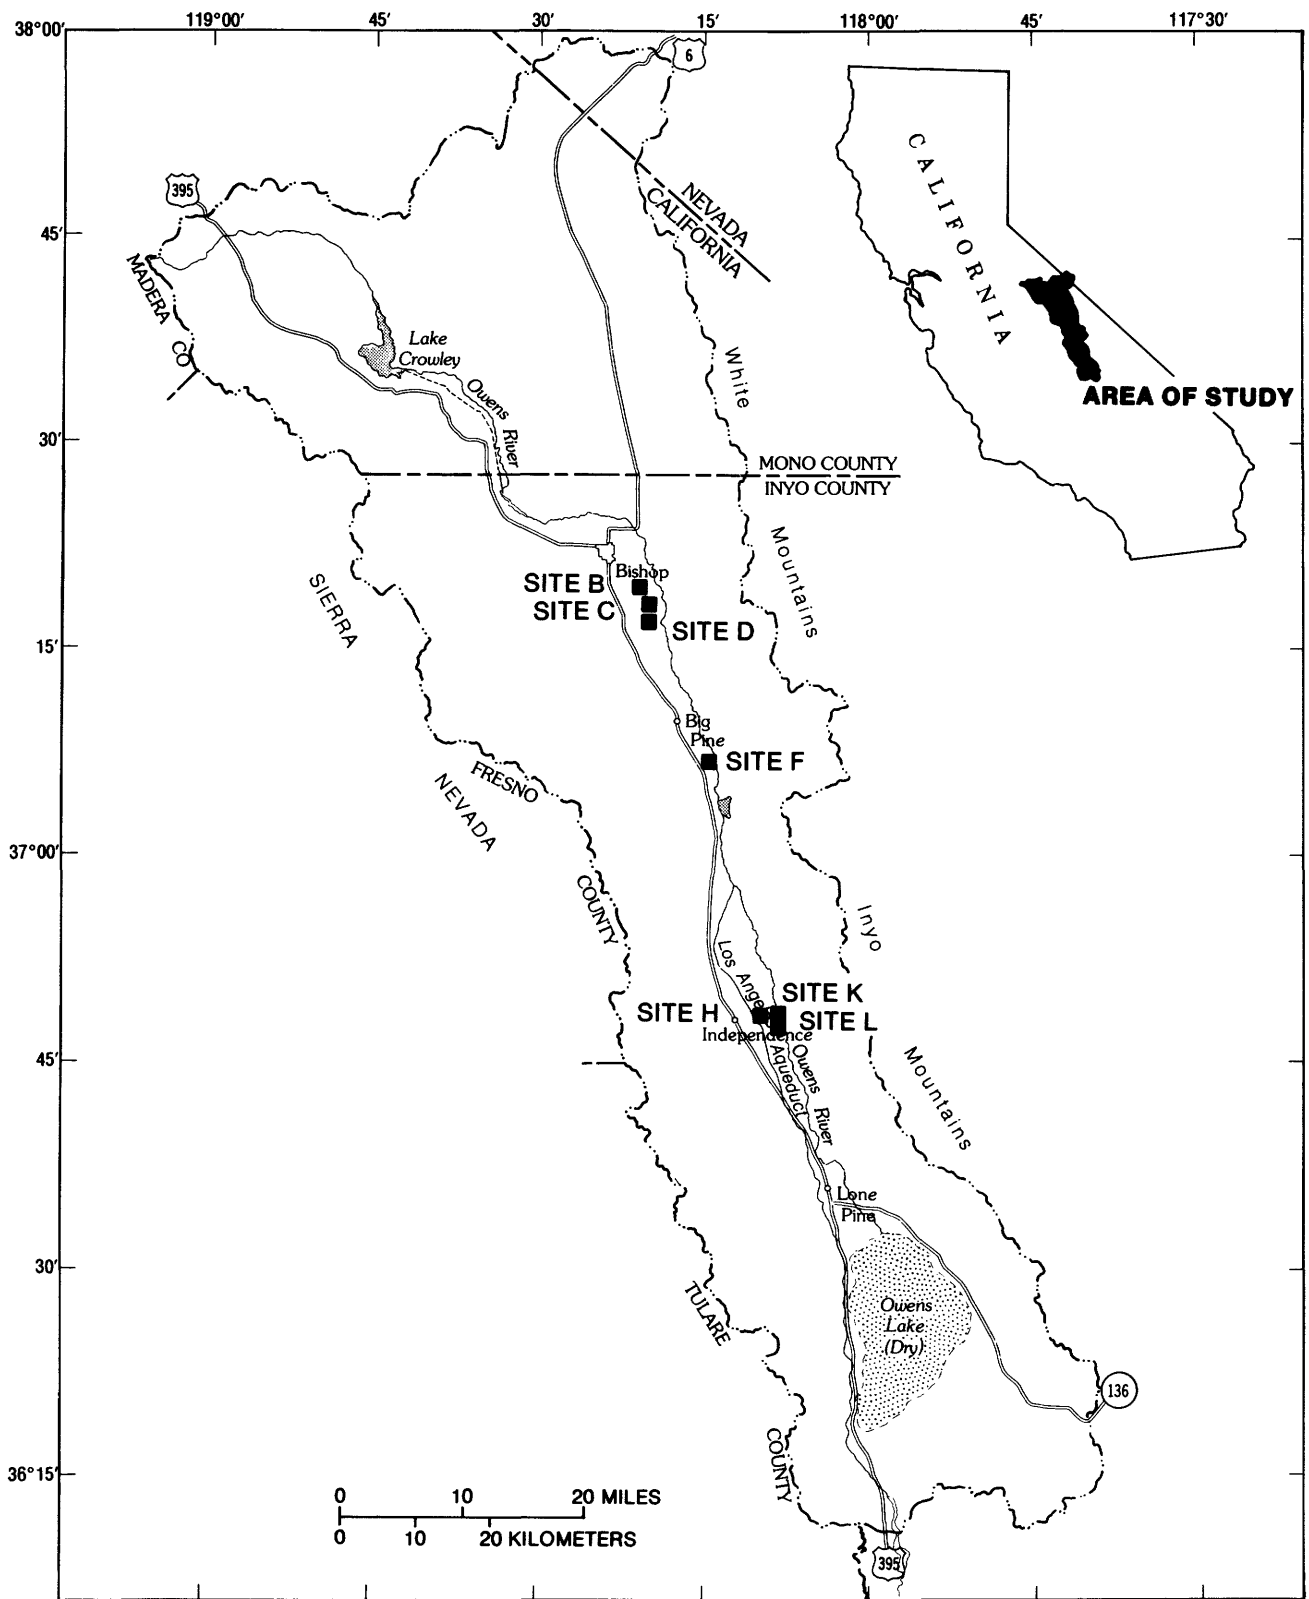 119°00′ 45′ 30′ 15′ 118°00′ 45′ 117°30′
38°00′
6
395
NEVADA
CALIFORNIA
CALIFORNIA
45′
MADERA
CO
Lake
Crowley
Owens
River
White
AREA OF STUDY
30′
MONO COUNTY
INYO COUNTY
Mountains
Bishop
SITE B
SITE C
SITE D
SIERRA
15′
Big
Pine
SITE F
FRESNO
NEVADA
37°00′
COUNTY
Inyo
Los Ange
SITE K
SITE H
SITE L
Independence
45′
Aqueduct
Owens
River
Mountains
Lone
Pine
30′
TULARE
Owens
Lake
(Dry)
136
COUNTY
36°15′
0 10 20 MILES
0 10 20 KILOMETERS
395